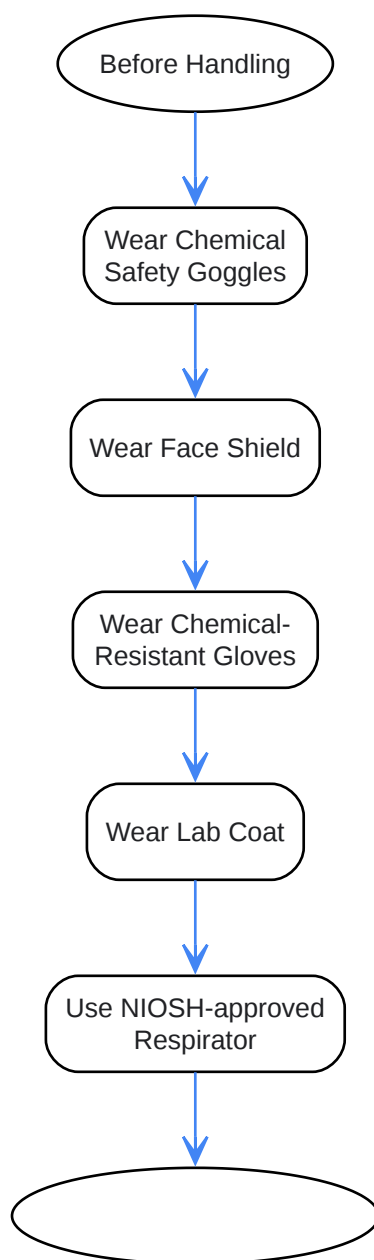 Before Handling
Wear Chemical
Safety Goggles
Wear Face Shield
Wear Chemical-
Resistant Gloves
Wear Lab Coat
Use NIOSH-approved
Respirator